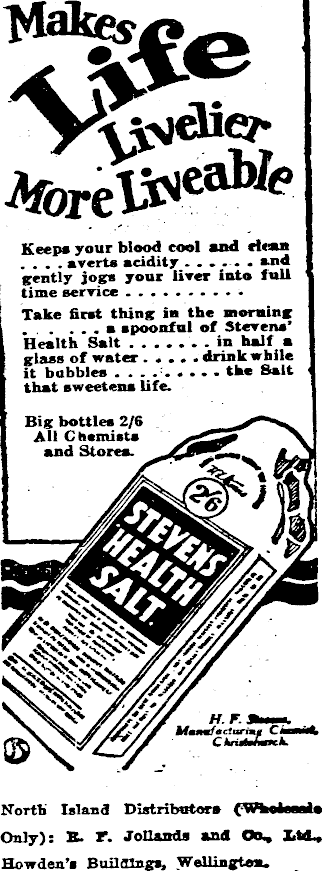 Makes
Life
Livelier
More Liveable
Keeps your blood cool and clean
. . . . averts acidity . . . . . . and
gently jogs your liver into full
time service . . . . . . . . . .
Take first thing in the morning
. . . . . . . a spoonful of Stevens'
Health Salt . . . . . . . in half a
glass of water . . . . . drink while
it bubbles . . . . . . . . . the Salt
that sweetens life.
Big bottles 2/6
All Chemists
and Stores.
2/6
STEVENS
HEALTH
SALT.
H. F. Stevens,
Manufacturing Chemist,
Christchurch.
North Island Distributors (Wholesale
Only): E. F. Jollands and Co., Ltd.,
Howden's Buildings, Wellington.